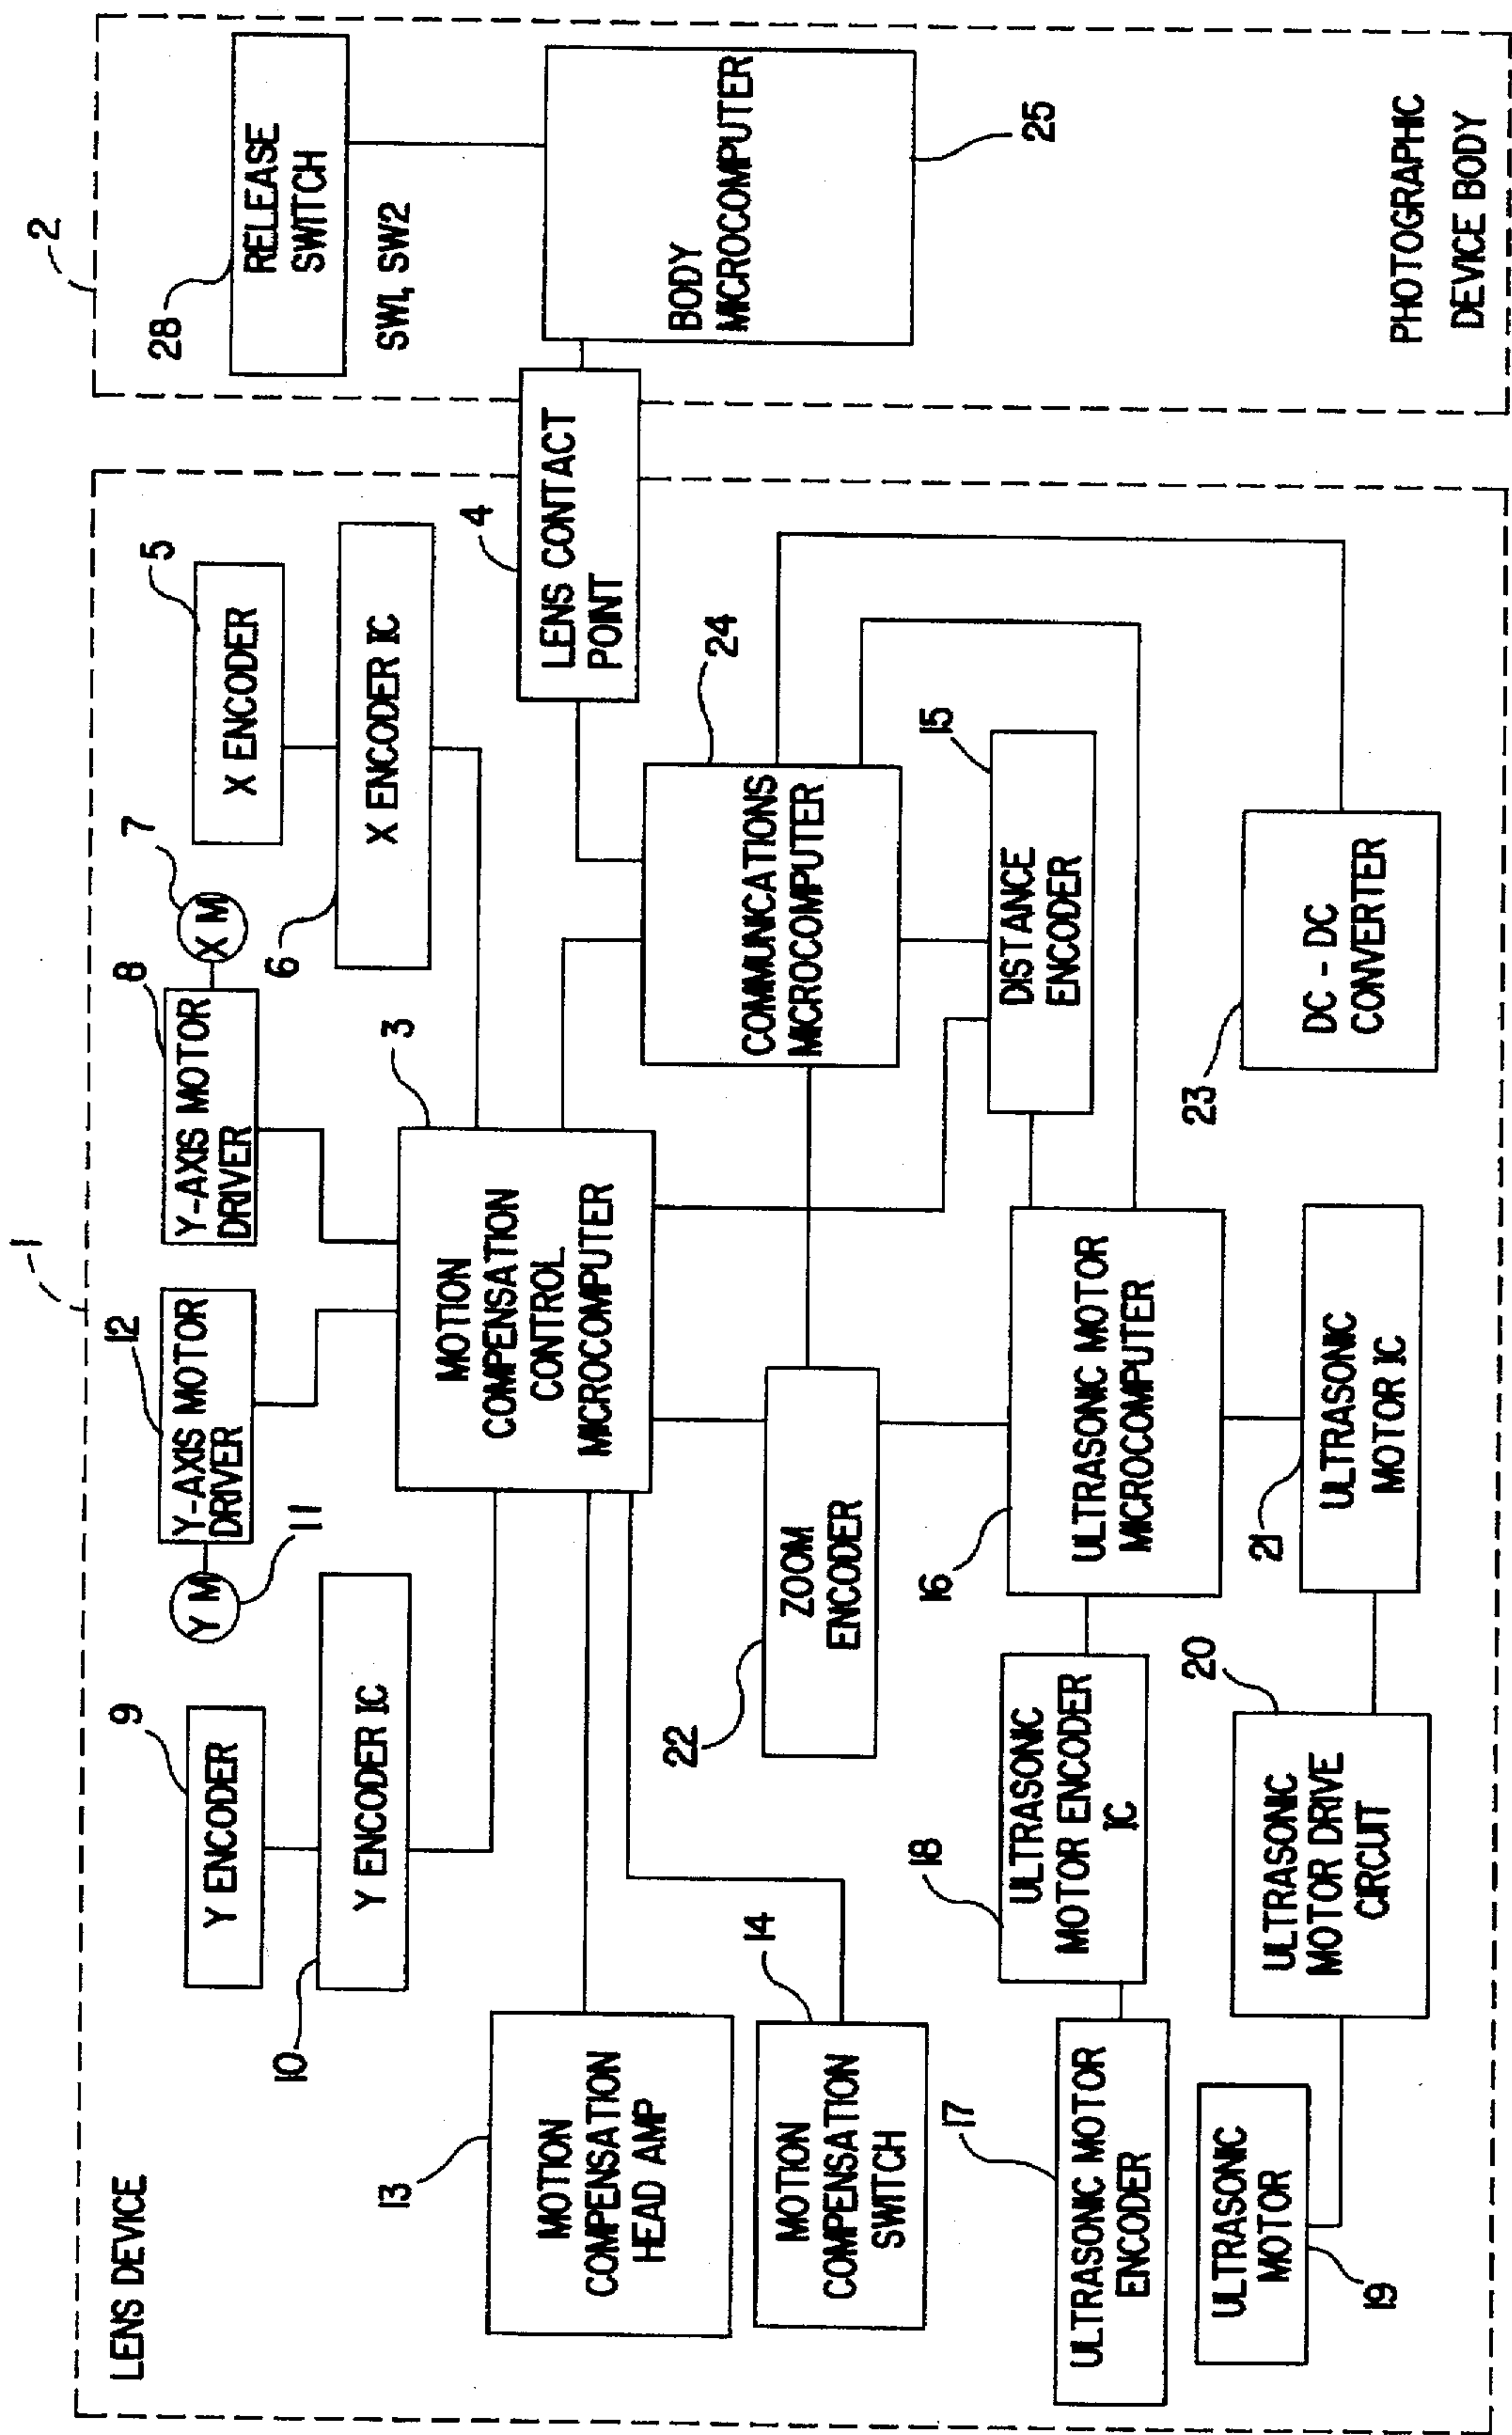 LENS DEVICE
1
2
9
Y ENCODER
10
Y ENCODER IC
11
Y M
12
Y-AXIS MOTOR
DRIVER
8
Y-AXIS MOTOR
DRIVER
7
X M
5
X ENCODER
6
X ENCODER IC
28
RELEASE
SWITCH
SW1, SW2
13
MOTION
COMPENSATION
HEAD AMP
3
MOTION
COMPENSATION
CONTROL
MICROCOMPUTER
4
LENS CONTACT
POINT
BODY
MICROCOMPUTER
25
14
MOTION
COMPENSATION
SWITCH
22
ZOOM
ENCODER
24
COMMUNICATIONS
MICROCOMPUTER
15
DISTANCE
ENCODER
17
ULTRASONIC MOTOR
ENCODER
18
ULTRASONIC
MOTOR ENCODER
IC
16
ULTRASONIC MOTOR
MICROCOMPUTER
19
ULTRASONIC
MOTOR
20
ULTRASONIC
MOTOR DRIVE
CIRCUIT
21
ULTRASONIC
MOTOR IC
23
DC - DC
CONVERTER
PHOTOGRAPHIC
DEVICE BODY